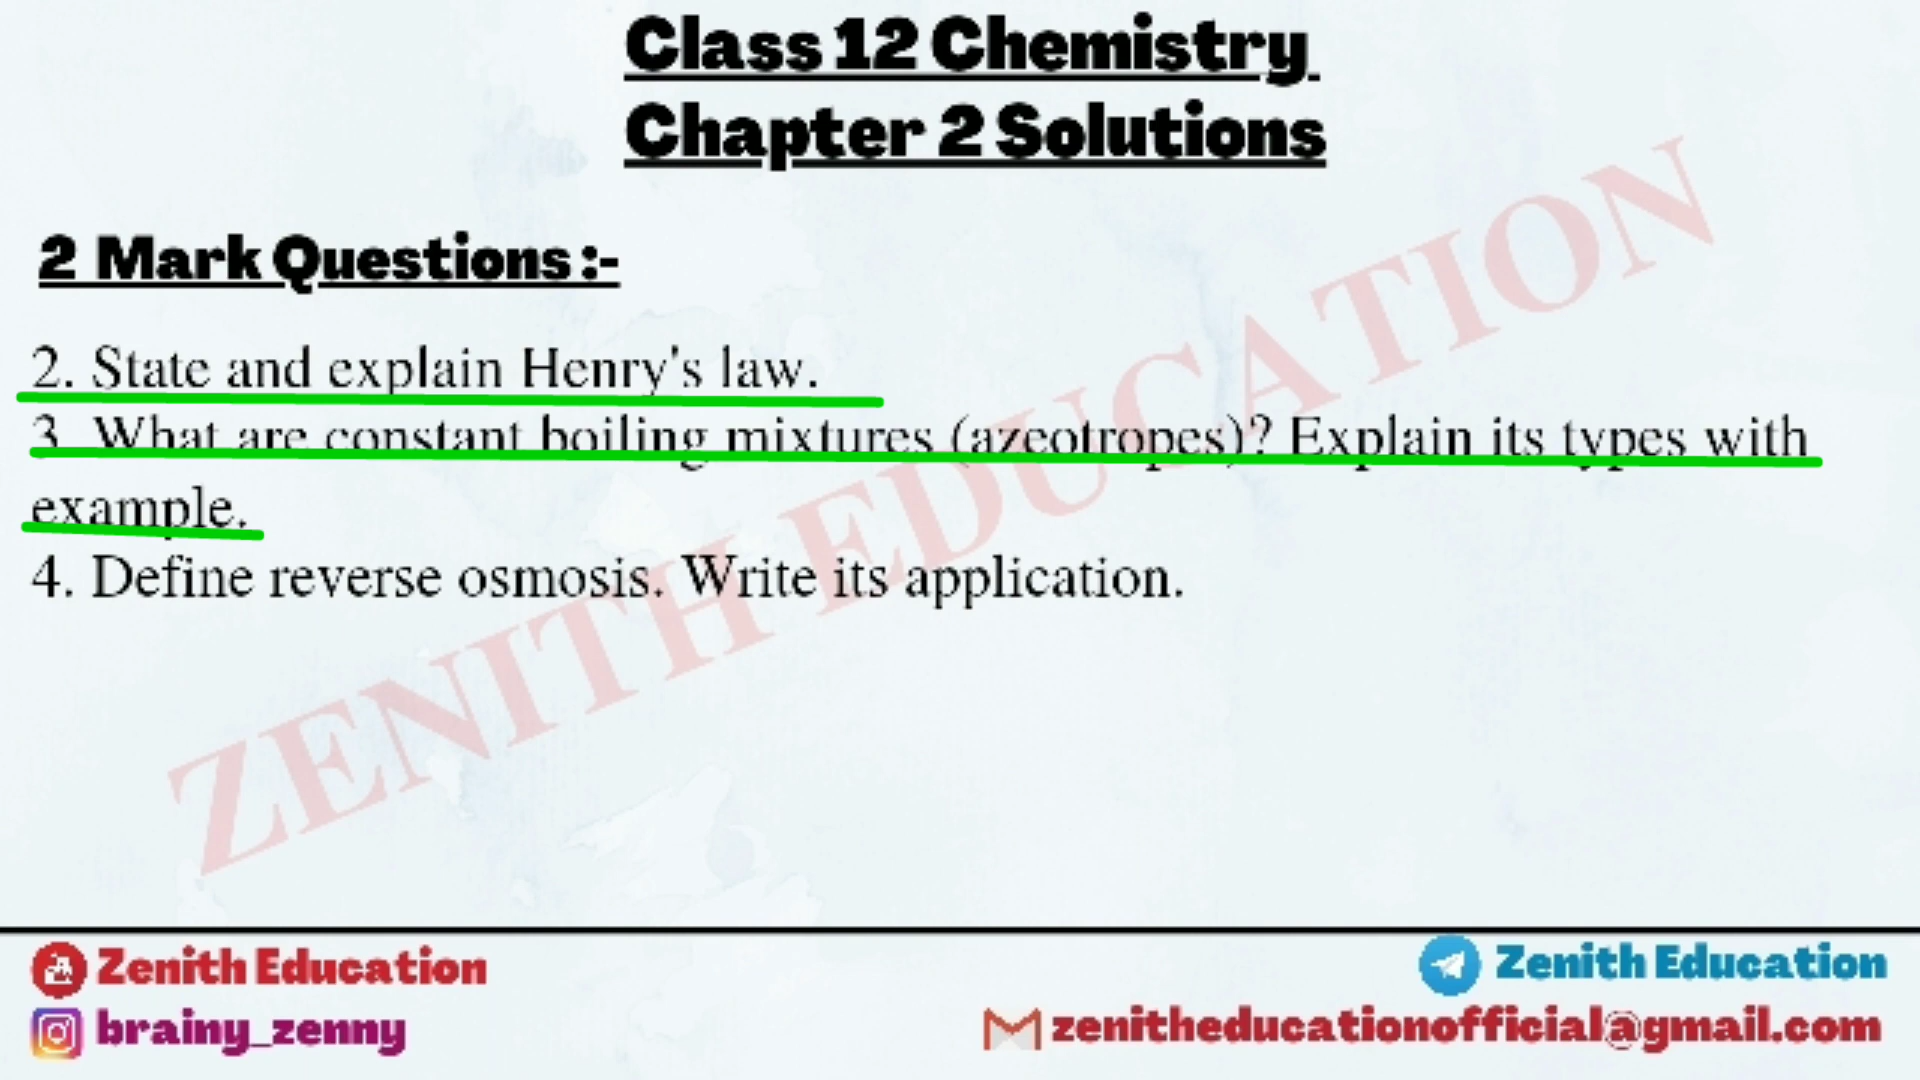 Class 12 Chemistry
Chapter 2 Solutions
2 Mark Questions :-
2. State and explain Henry's law.
3. What are constant boiling mixtures (azeotropes)? Explain its types with
example.
4. Define reverse osmosis. Write its application.
ZENITH EDUCATION
Zenith Education
Zenith Education
brainy_zenny
zenitheducationofficial@gmail.com